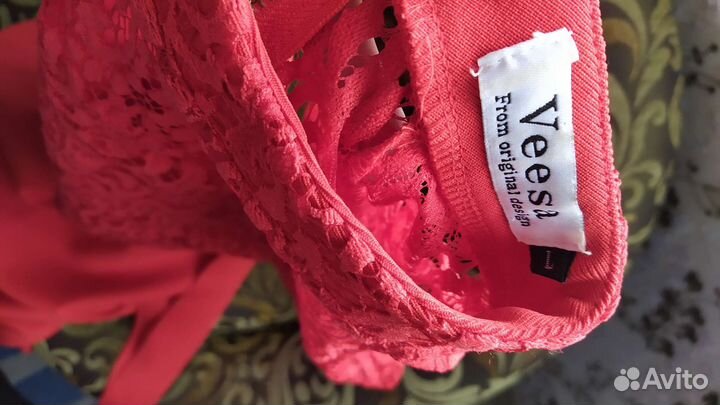 Veesa
From original design
Avito